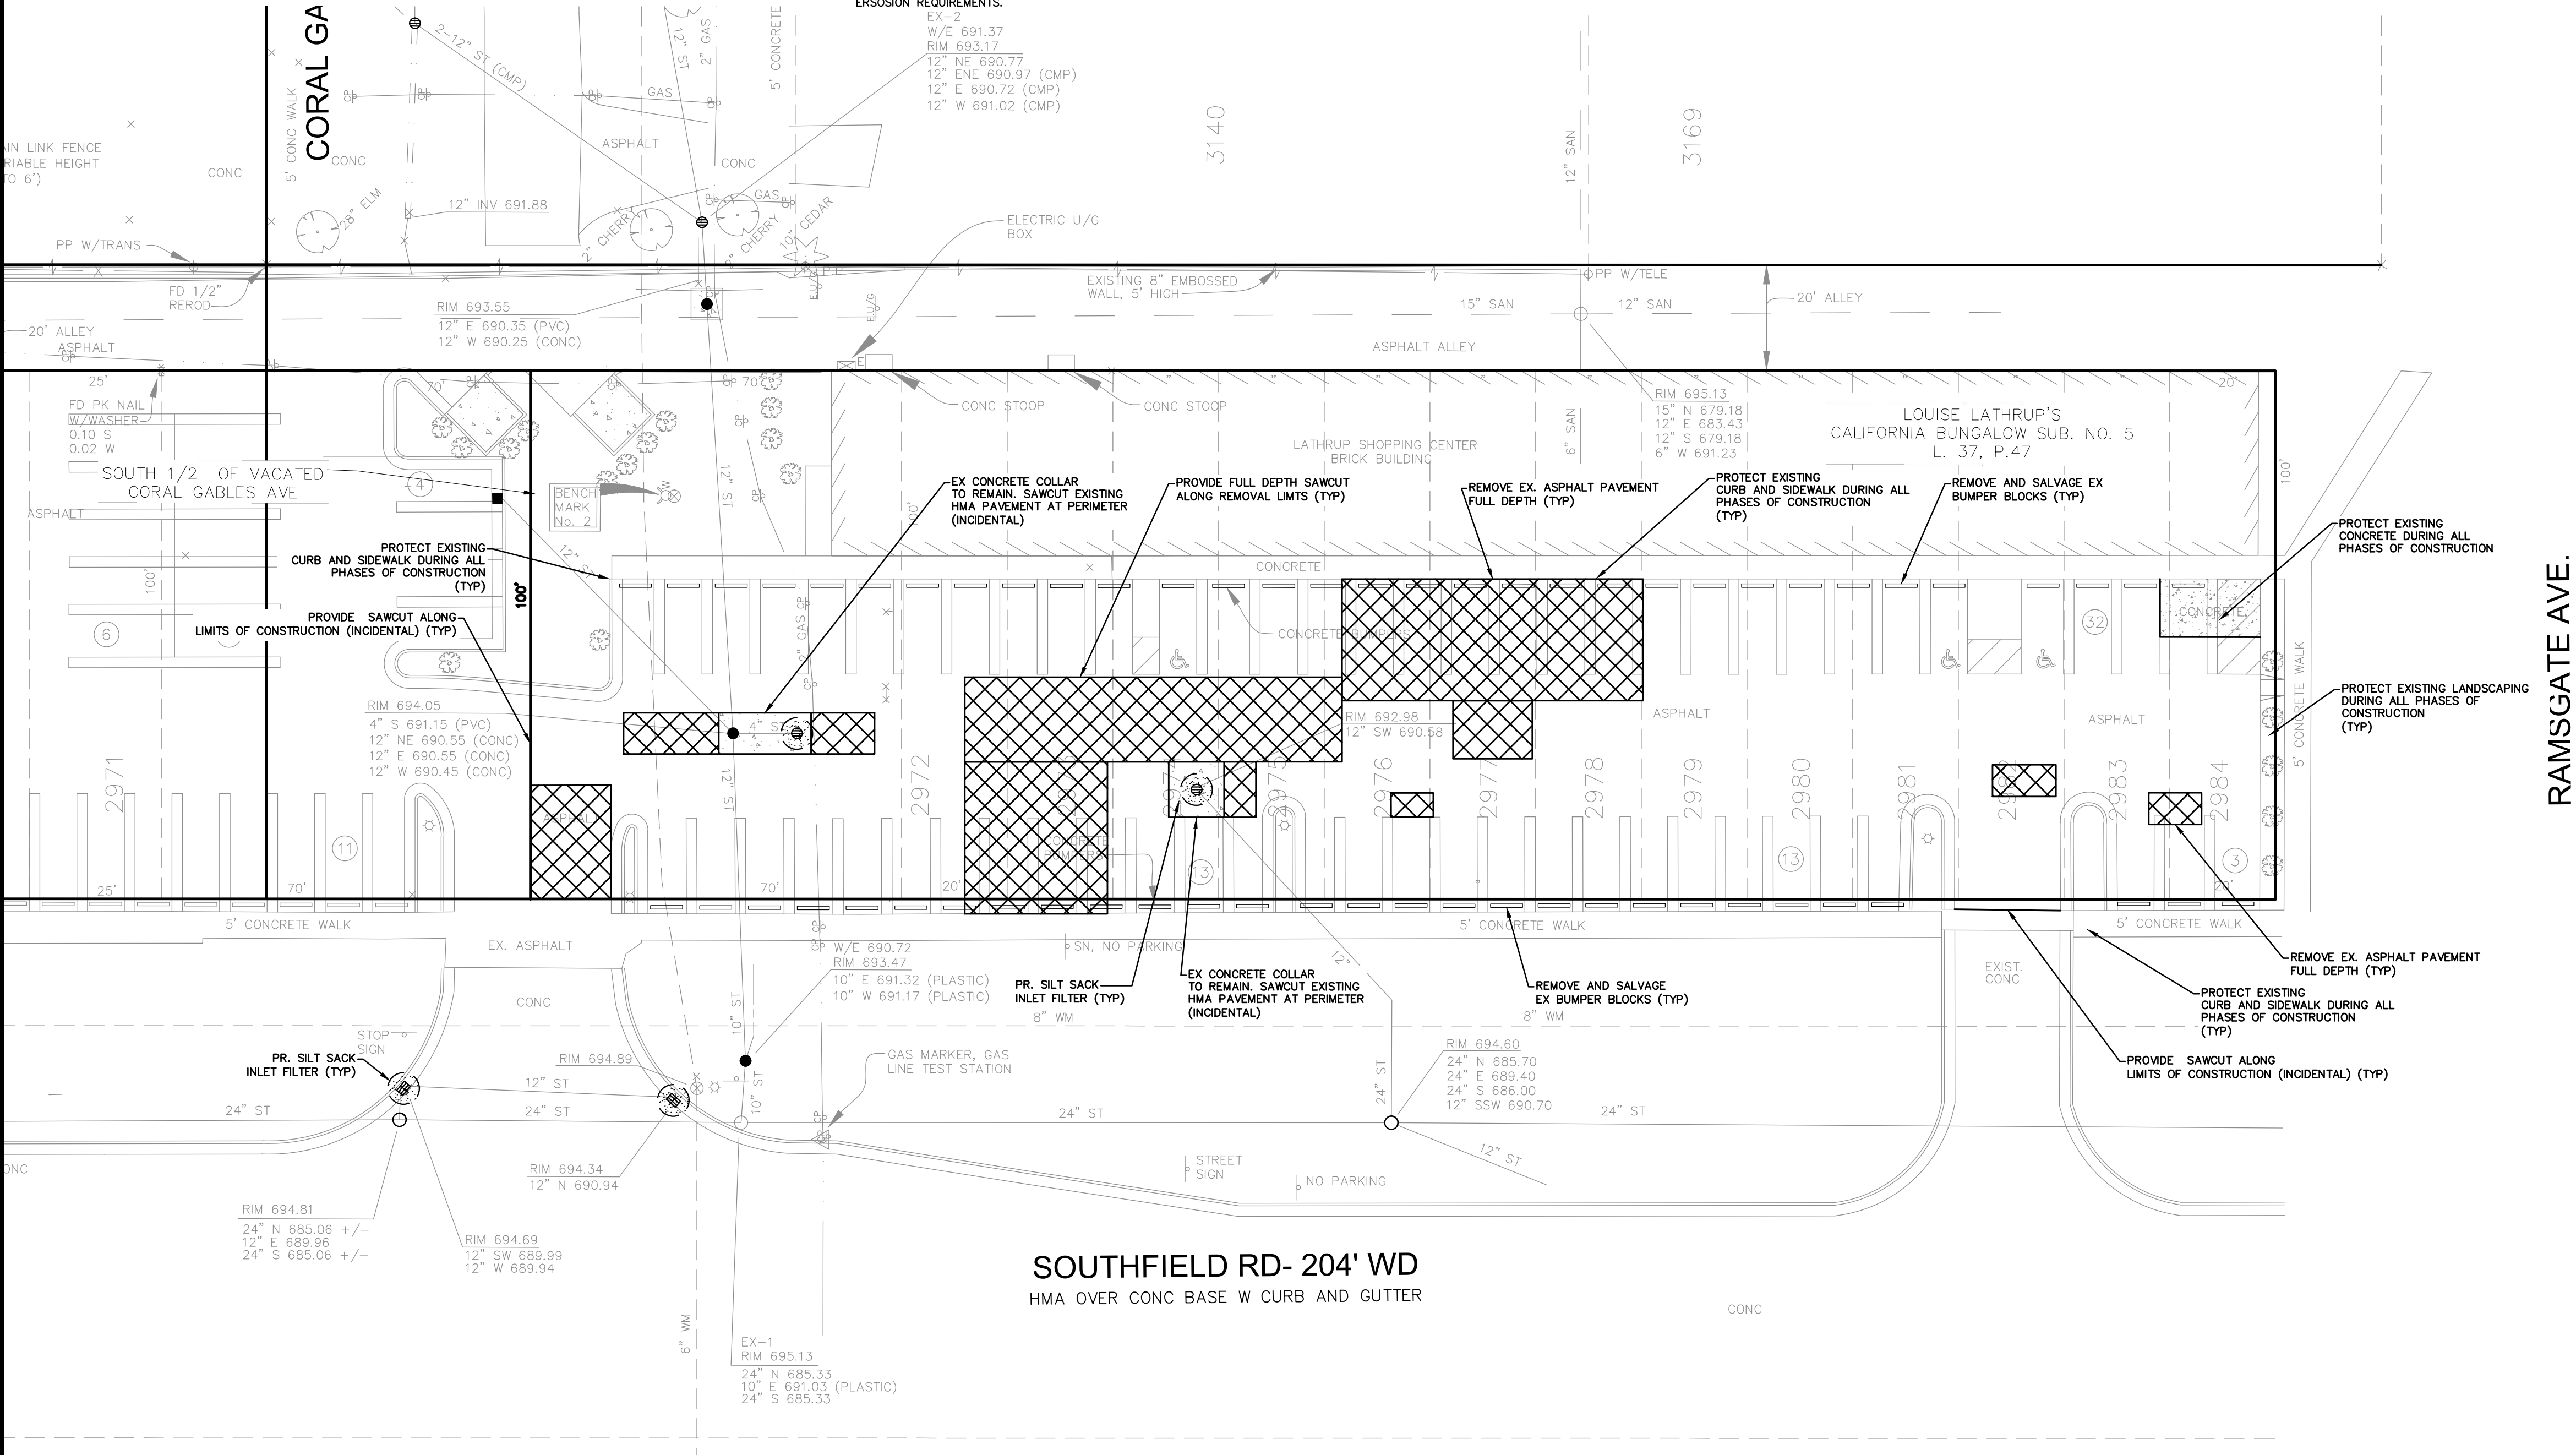 ERSOSION REQUIREMENTS.
EX-2
W/E 691.37
RIM 693.17
12" NE 690.77
12" ENE 690.97 (CMP)
12" E 690.72 (CMP)
12" W 691.02 (CMP)
CORAL GA
5' CONC WALK
CONC
CONC
AIN LINK FENCE
RIABLE HEIGHT
TO 6')
2-12" ST (CMP)
12" ST
2" GAS
5' CONCRETE
GAS
ASPHALT
CONC
GAS
28" ELM
12" INV 691.88
2" CHERRY
CHERRY
10" CEDAR
ELECTRIC U/G
BOX
3140
12" SAN
3169
PP W/TRANS
FD 1/2"
REROD
RIM 693.55
12" E 690.35 (PVC)
12" W 690.25 (CONC)
E.U/G
E.U/G
EXISTING 8" EMBOSSED
WALL, 5' HIGH
PP W/TELE
15" SAN
12" SAN
20' ALLEY
20' ALLEY
ASPHALT
ASPHALT ALLEY
25'
70'
70'
E
20'
FD PK NAIL
W/WASHER
0.10 S
0.02 W
CONC STOOP
CONC STOOP
RIM 695.13
15" N 679.18
12" E 683.43
12" S 679.18
6" W 691.23
6" SAN
LOUISE LATHRUP'S
CALIFORNIA BUNGALOW SUB. NO. 5
L. 37, P.47
LATHRUP SHOPPING CENTER
BRICK BUILDING
SOUTH 1/2 OF VACATED
CORAL GABLES AVE
4
BENCH
MARK
No. 2
W
12" ST
100'
100'
ASPHALT
EX CONCRETE COLLAR
TO REMAIN. SAWCUT EXISTING
HMA PAVEMENT AT PERIMETER
(INCIDENTAL)
PROVIDE FULL DEPTH SAWCUT
ALONG REMOVAL LIMTS (TYP)
REMOVE EX. ASPHALT PAVEMENT
FULL DEPTH (TYP)
PROTECT EXISTING
CURB AND SIDEWALK DURING ALL
PHASES OF CONSTRUCTION
(TYP)
REMOVE AND SALVAGE EX
BUMPER BLOCKS (TYP)
PROTECT EXISTING
CONCRETE DURING ALL
PHASES OF CONSTRUCTION
PROTECT EXISTING
CURB AND SIDEWALK DURING ALL
PHASES OF CONSTRUCTION
(TYP)
100'
100'
12" ST
CONCRETE
PROVIDE SAWCUT ALONG
LIMITS OF CONSTRUCTION (INCIDENTAL) (TYP)
6
2" GAS
CONCRETE BUMPERS
32
CONCRETE
5' CONCRETE WALK
RAMSGATE AVE.
PROTECT EXISTING LANDSCAPING
DURING ALL PHASES OF
CONSTRUCTION
(TYP)
RIM 694.05
4" S 691.15 (PVC)
12" NE 690.55 (CONC)
12" E 690.55 (CONC)
12" W 690.45 (CONC)
4" ST
RIM 692.98
12" SW 690.58
ASPHALT
ASPHALT
2971
12" ST
2972
2975
2976
2977
2978
2979
2980
2981
2982
2983
2984
ASPHALT
CONCRETE
BUMPERS
11
13
13
3
25'
70'
70'
20'
20'
5' CONCRETE WALK
EX. ASPHALT
W/E 690.72
RIM 693.47
10" E 691.32 (PLASTIC)
10" W 691.17 (PLASTIC)
SN, NO PARKING
5' CONCRETE WALK
5' CONCRETE WALK
12"
CONC
10" ST
PR. SILT SACK
INLET FILTER (TYP)
EX CONCRETE COLLAR
TO REMAIN. SAWCUT EXISTING
HMA PAVEMENT AT PERIMETER
(INCIDENTAL)
REMOVE AND SALVAGE
EX BUMPER BLOCKS (TYP)
EXIST.
CONC
REMOVE EX. ASPHALT PAVEMENT
FULL DEPTH (TYP)
PROTECT EXISTING
CURB AND SIDEWALK DURING ALL
PHASES OF CONSTRUCTION
(TYP)
8" WM
8" WM
STOP
SIGN
PR. SILT SACK
INLET FILTER (TYP)
RIM 694.89
GAS MARKER, GAS
LINE TEST STATION
24" ST
RIM 694.60
24" N 685.70
24" E 689.40
24" S 686.00
12" SSW 690.70
PROVIDE SAWCUT ALONG
LIMITS OF CONSTRUCTION (INCIDENTAL) (TYP)
12" ST
10" ST
24" ST
24" ST
24" ST
24" ST
12" ST
ONC
RIM 694.34
12" N 690.94
STREET
SIGN
NO PARKING
RIM 694.81
24" N 685.06 +/-
12" E 689.96
24" S 685.06 +/-
RIM 694.69
12" SW 689.99
12" W 689.94
SOUTHFIELD RD- 204' WD
HMA OVER CONC BASE W CURB AND GUTTER
CONC
6" WM
EX-1
RIM 695.13
24" N 685.33
10" E 691.03 (PLASTIC)
24" S 685.33